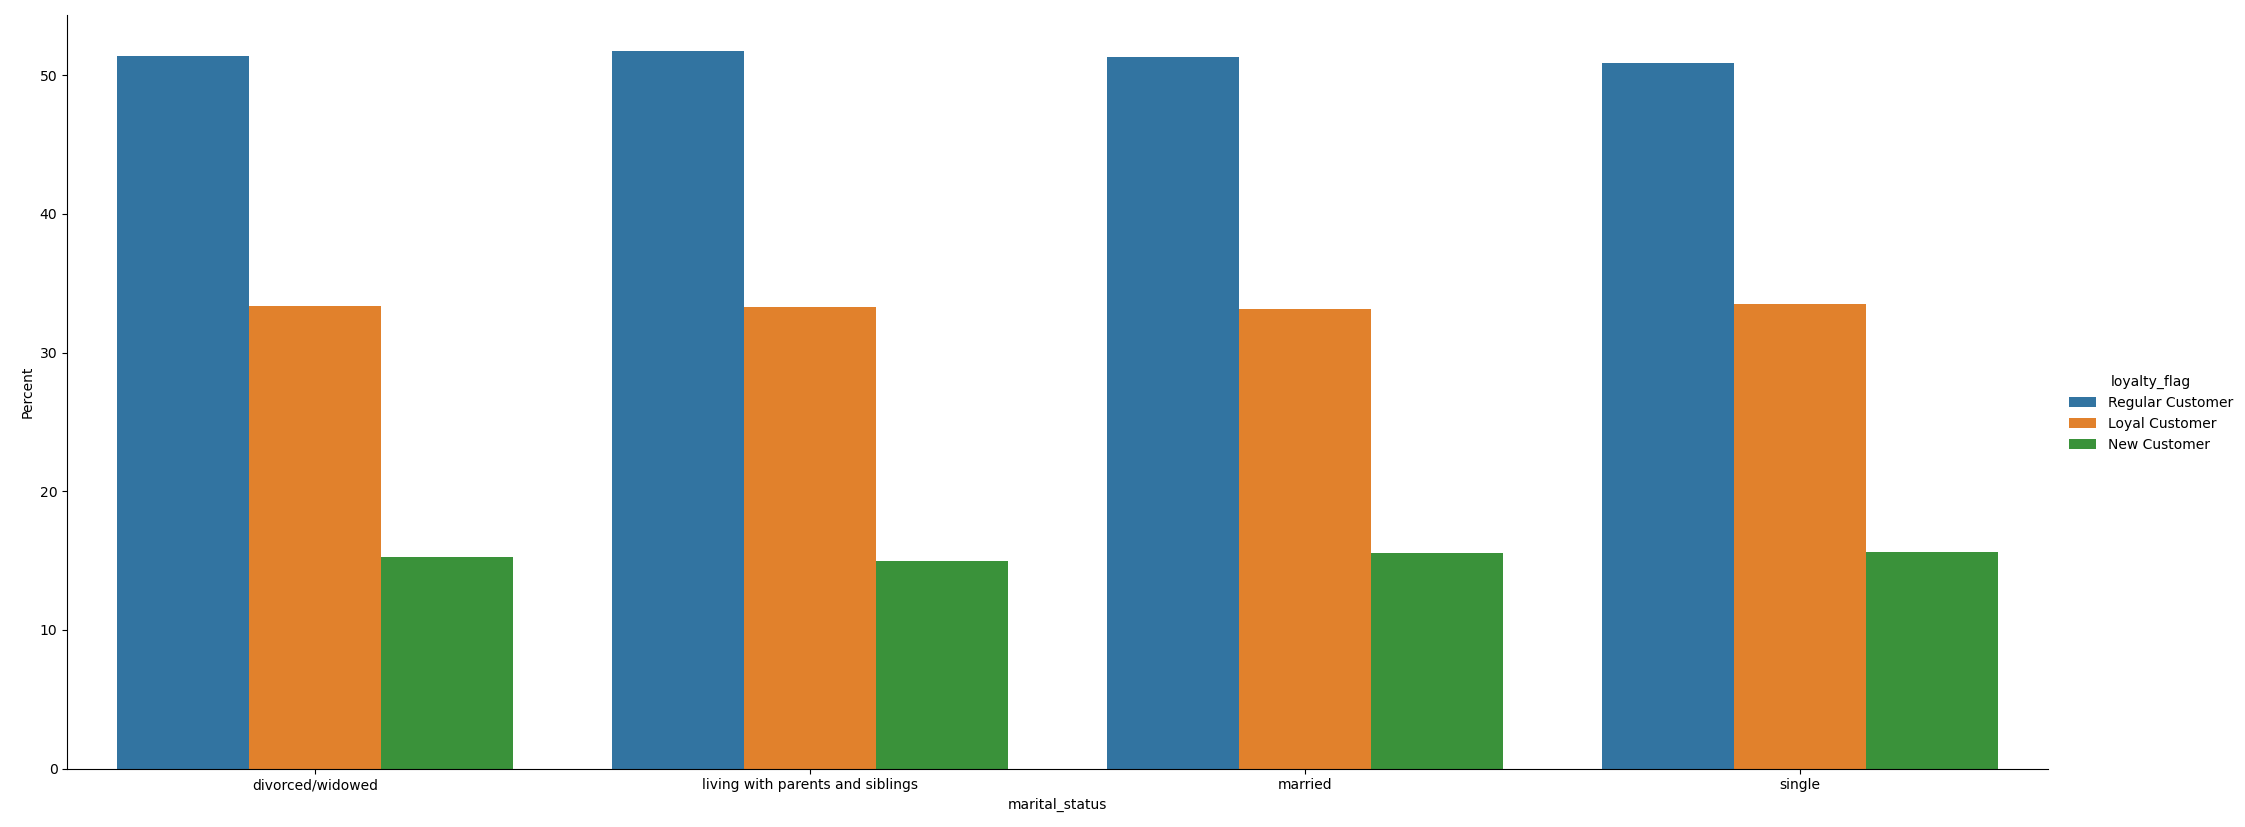 50
40
30
20
10
0
Percent
divorced/widowed
living with parents and siblings
married
single
marital_status
loyalty_flag
Regular Customer
Loyal Customer
New Customer